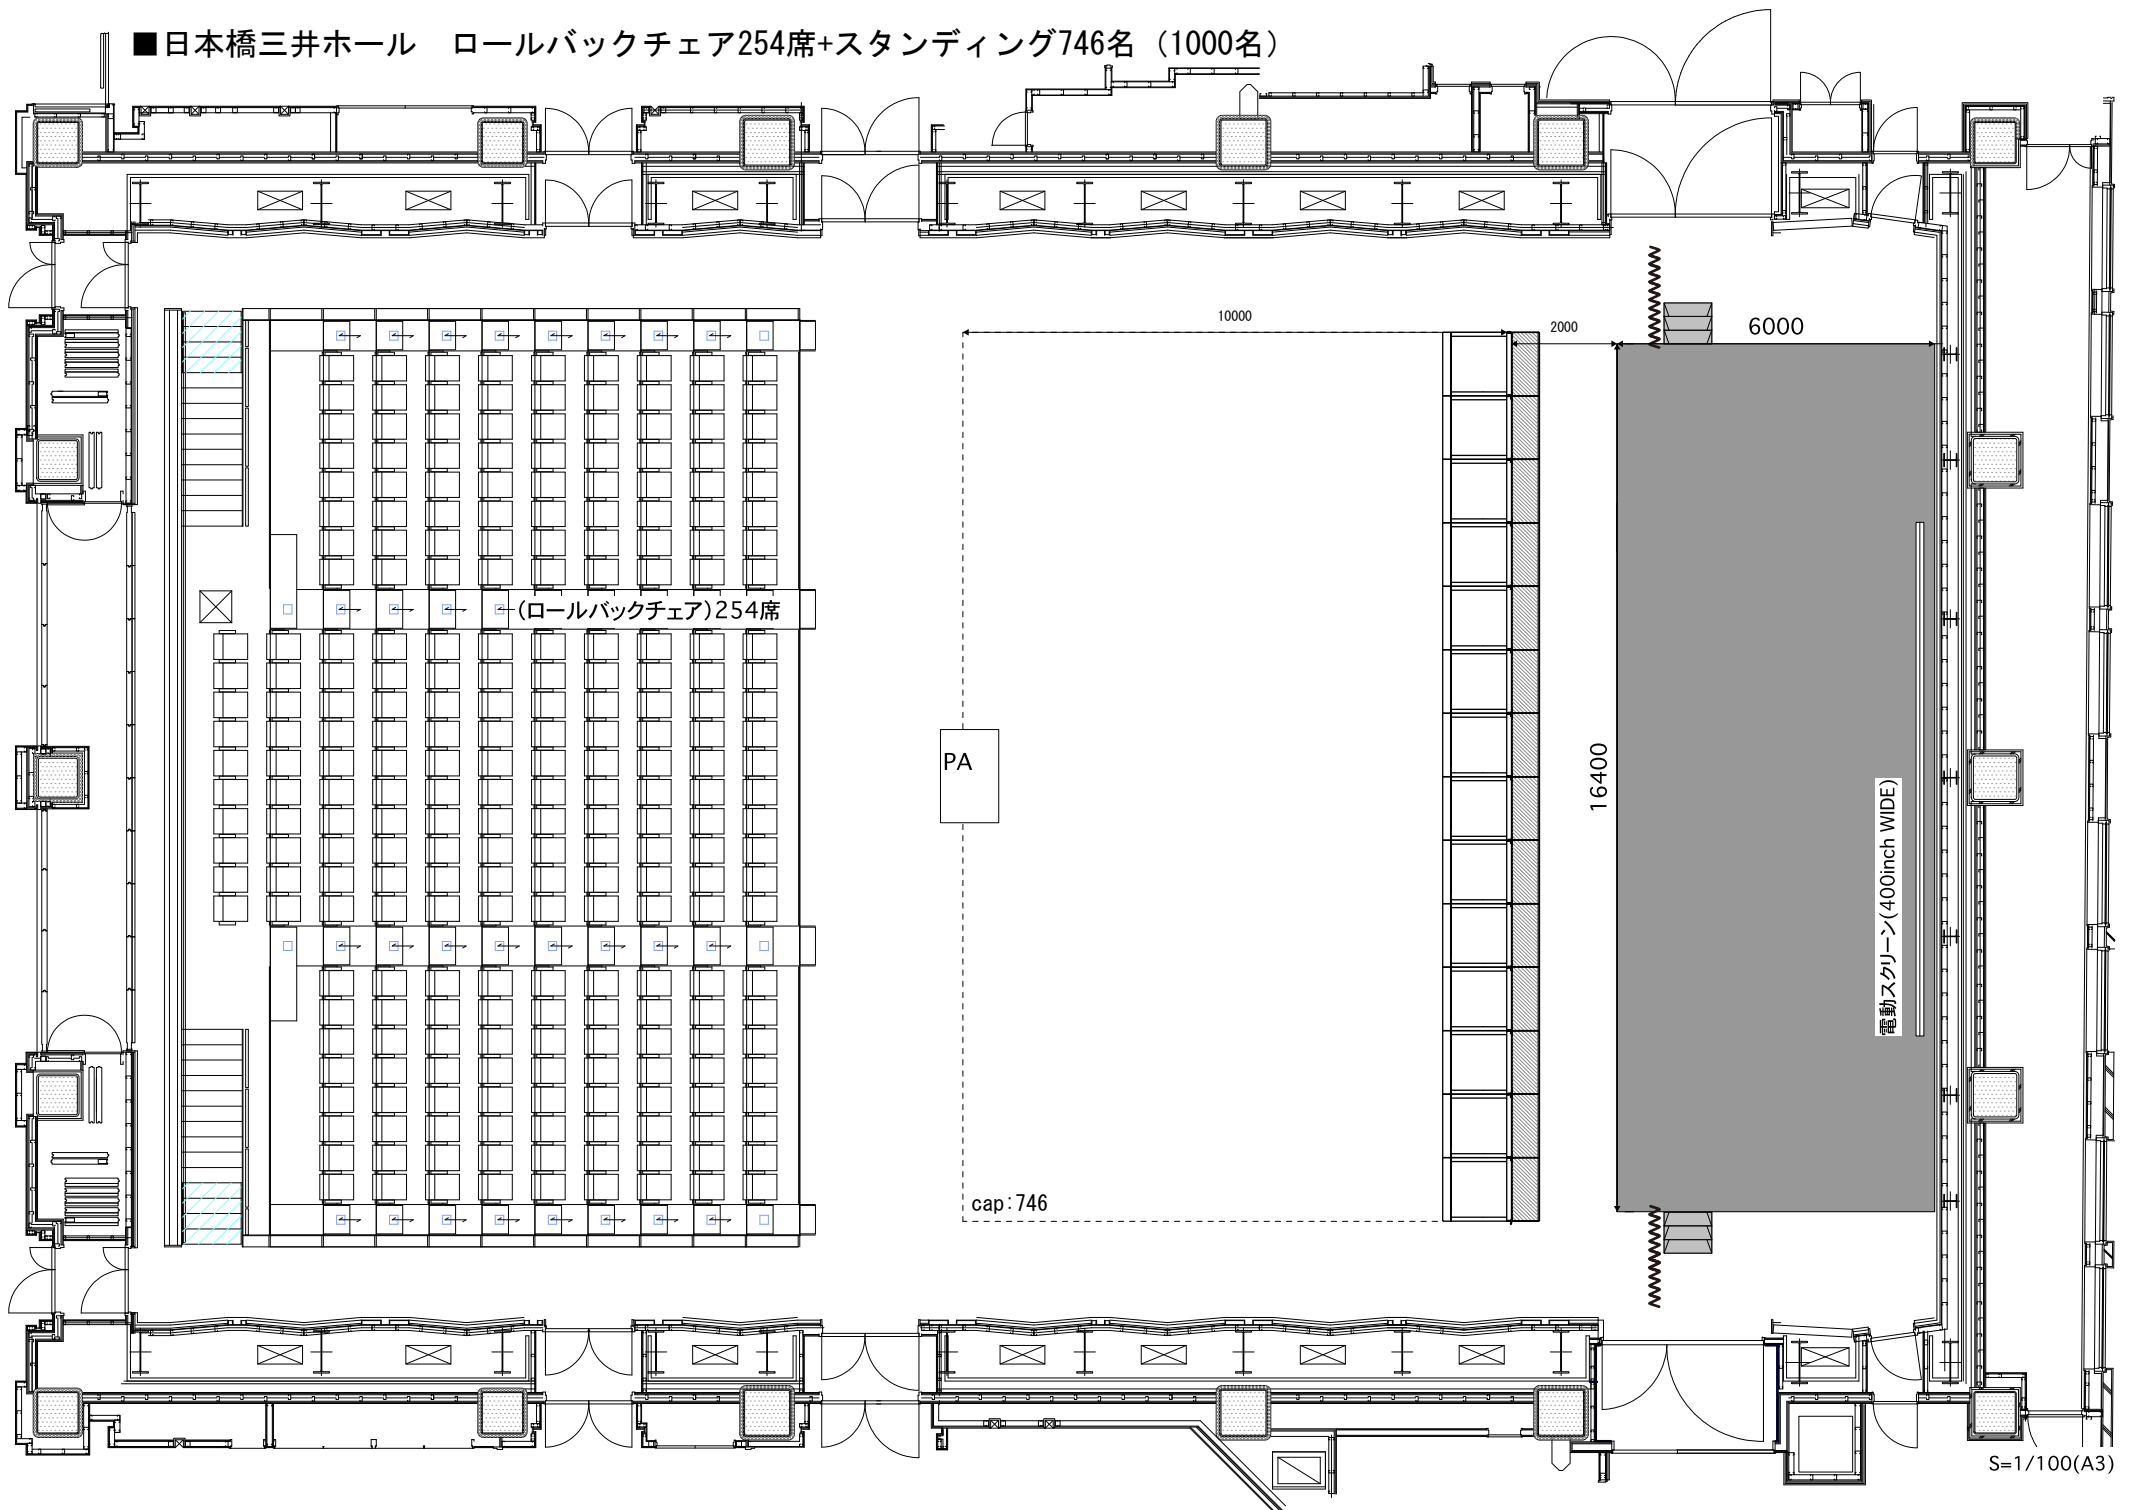 ■日本橋三井ホール　ロールバックチェア254席+スタンディング746名（1000名）
10000
2000
6000
(ロールバックチェア)254席
PA
16400
電動スクリーン(400inch WIDE)
cap:746
S=1/100(A3)